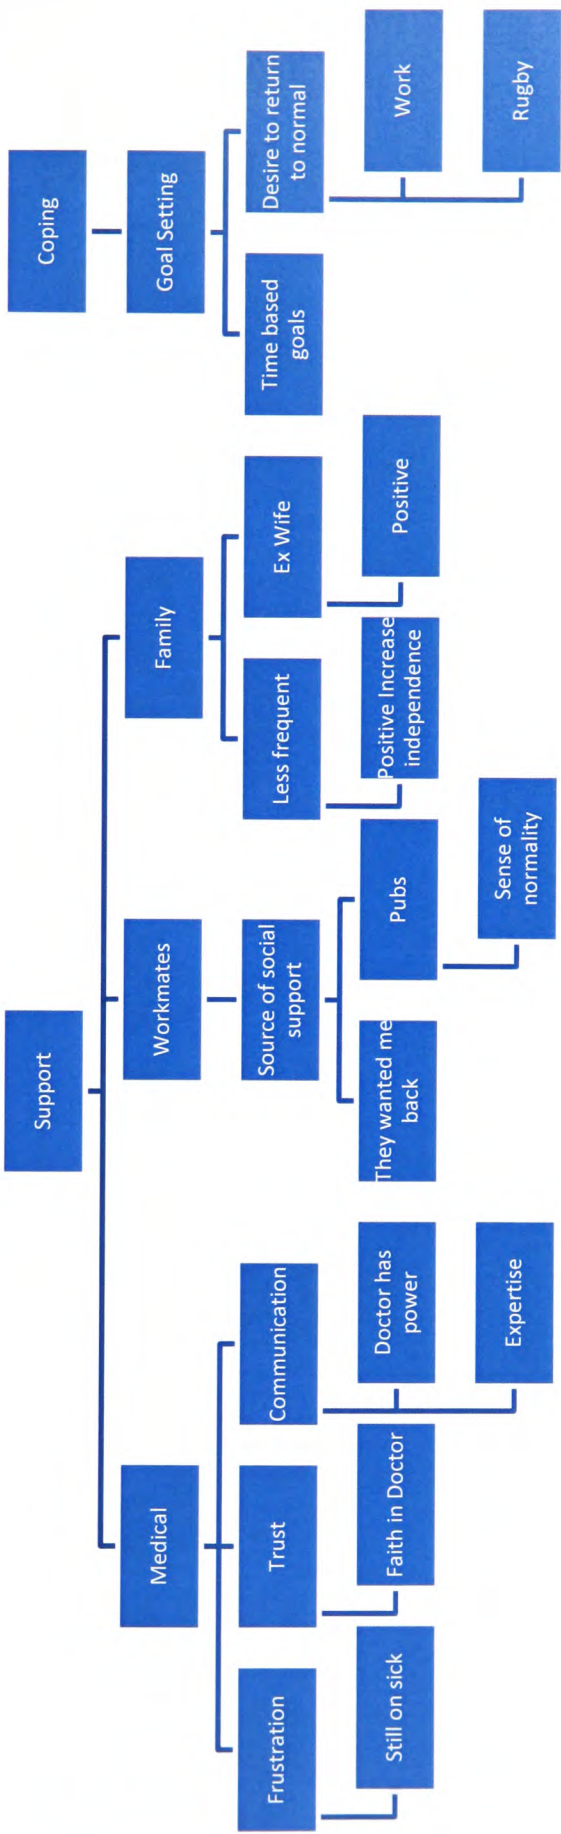 Support
Medical
Frustration
Still on sick
Trust
Faith in Doctor
Communication
Doctor has
power
Expertise
Workmates
Source of social
support
They wanted me
back
Pubs
Sense of
normality
Family
Less frequent
Positive Increase
independence
Ex Wife
Positive
Coping
Goal Setting
Time based
goals
Desire to return
to normal
Work
Rugby